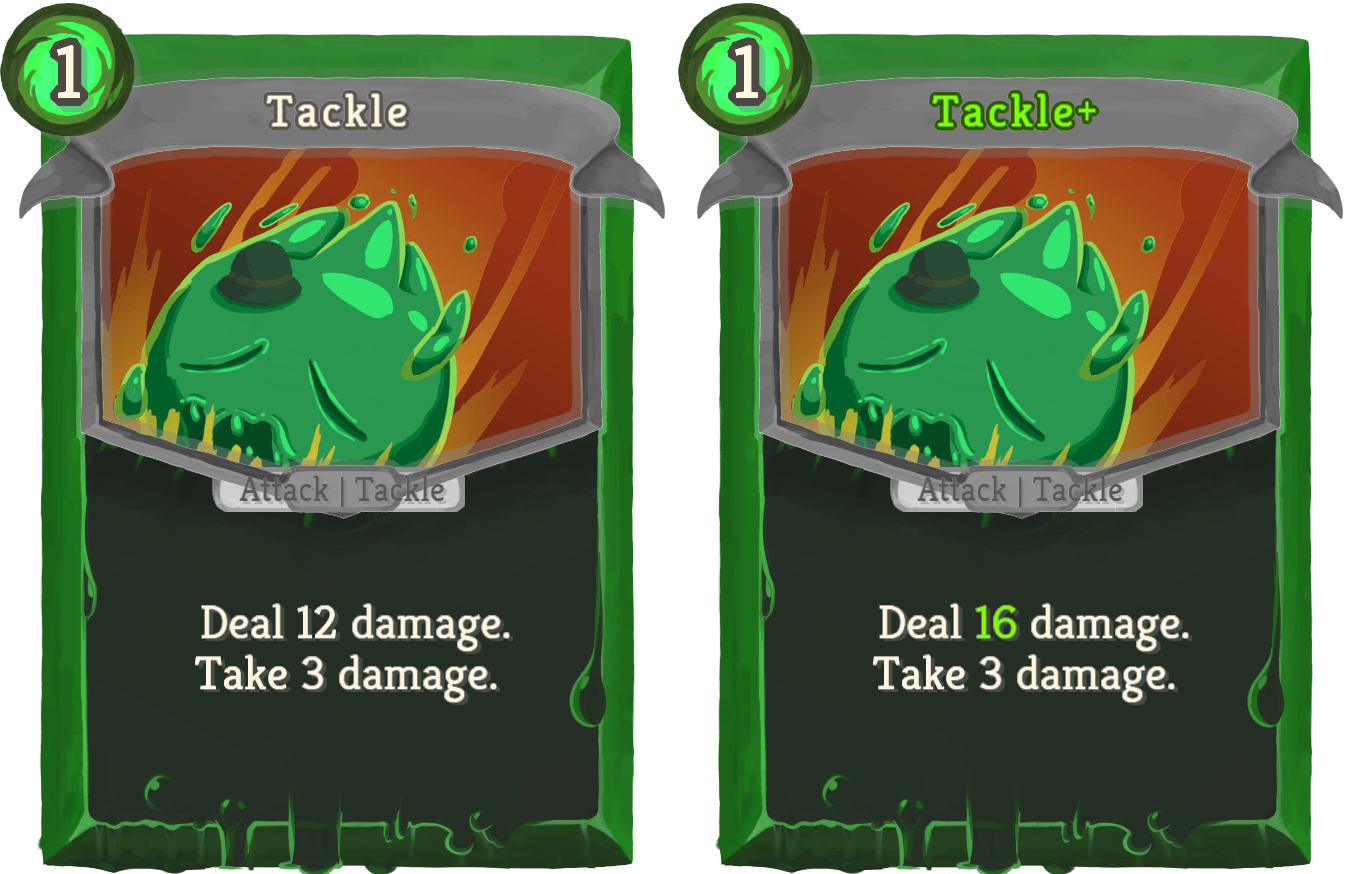 1
Tackle
Attack | Tackle
Deal 12 damage.
Take 3 damage.
1
Tackle+
Attack | Tackle
Deal 16 damage.
Take 3 damage.